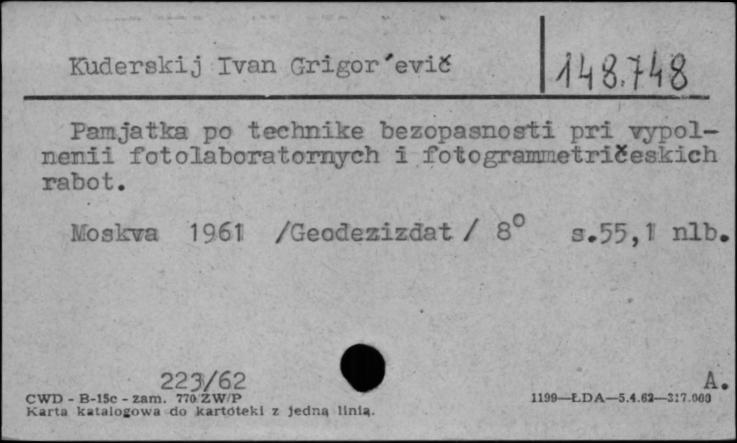 Kuderskij Ivan Grigor´evič
148.748
Pamjatka po technike bezopasnosti pri vypol-
nenii fotolaboratornych i fotogrammetričeskich
rabot.
Moskva 1961 /Geodezizdat/ 8° s.55,1 nlb.
223/62
A.
CWD - B-15c - zam. 770/ZW/P
1199—ŁDA—5.4.62—317.000
Karta katalogowa do kartoteki z jedną linią.